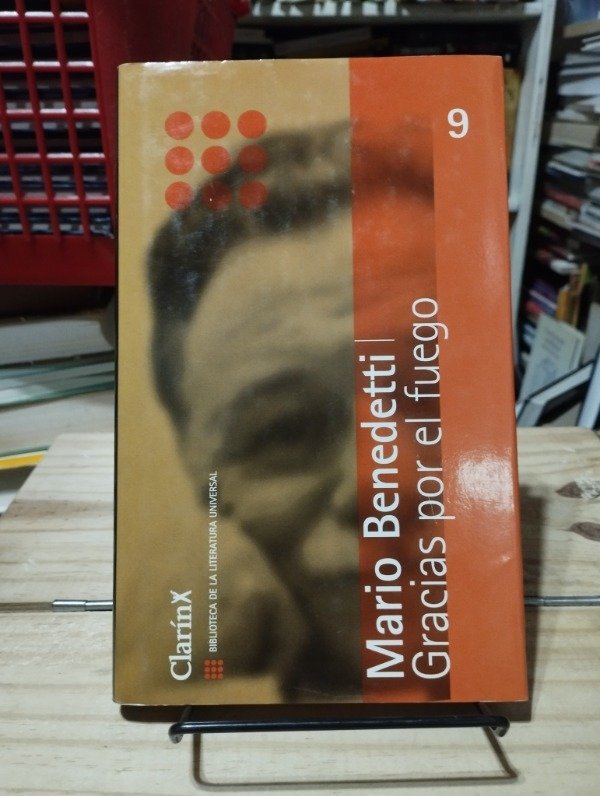 9
Mario Benedetti |
Gracias por el fuego
ClarínX
BIBLIOTECA DE LA LITERATURA UNIVERSAL